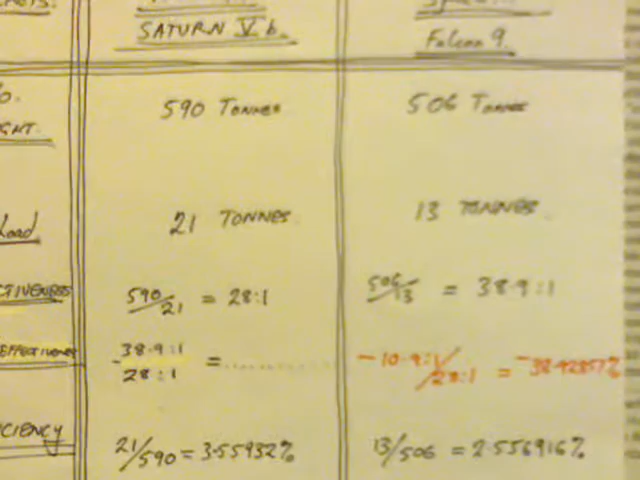 SATURN V b.
Falcon 9.
590 TONNES
506 TONNES
21 TONNES
13 TONNES
590/21 = 28:1
506/13 = 38.9:1
38.9:1
28:1
= ..............
-10.9:1/28:1 = -38.92857%
21/590 = 3.55932%
13/506 = 2.556916%